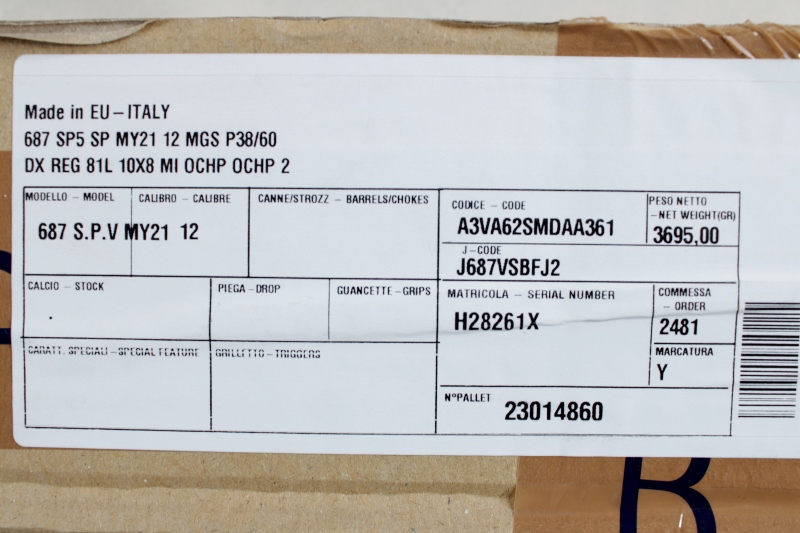 Made in EU-ITALY
687 SP5 SP MY21 12 MGS P38/60
DX REG 81L 10X8 MI OCHP OCHP 2
MODELLO - MODEL
CALIBRO - CALIBRE
CANNE/STROZZ - BARRELS/CHOKES
687 S.P.V MY21 12
CODICE - CODE
A3VA62SMDAA361
PESO NETTO
-NET WEIGHT(GR)
3695,00
J-CODE
J687VSBFJ2
CALCIO - STOCK
.
PIEGA-DROP
GUANCETTE-GRIPS
MATRICOLA - SERIAL NUMBER
H28261X
COMMESSA
- ORDER
2481
MARCATURA
Y
CARATT. SPECIALI-SPECIAL FEATURE
GRILLETTO-TRIGGERS
N°PALLET
23014860
R